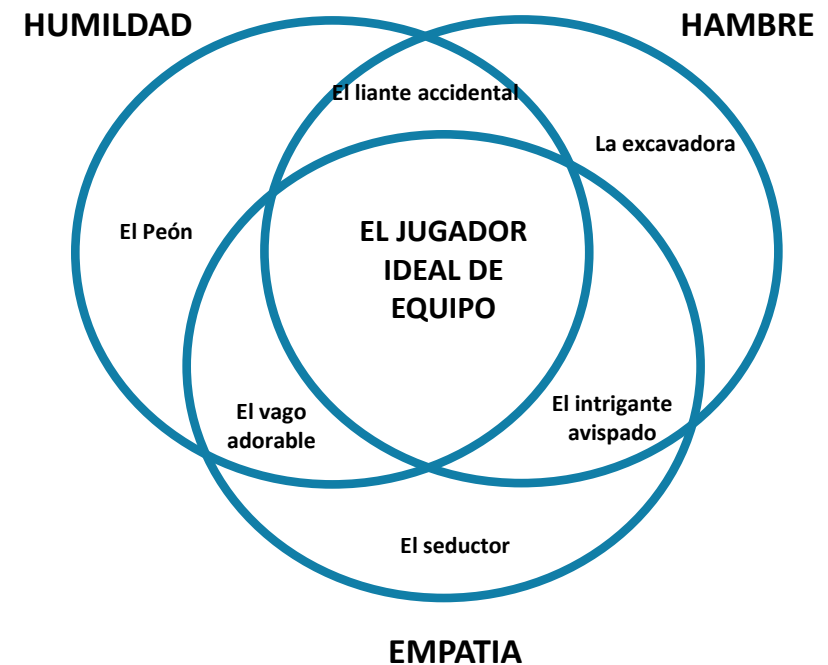 HUMILDAD
HAMBRE
El liante accidental
La excavadora
El Peón
EL JUGADOR
IDEAL DE
EQUIPO
El vago
adorable
El intrigante
avispado
El seductor
EMPATIA